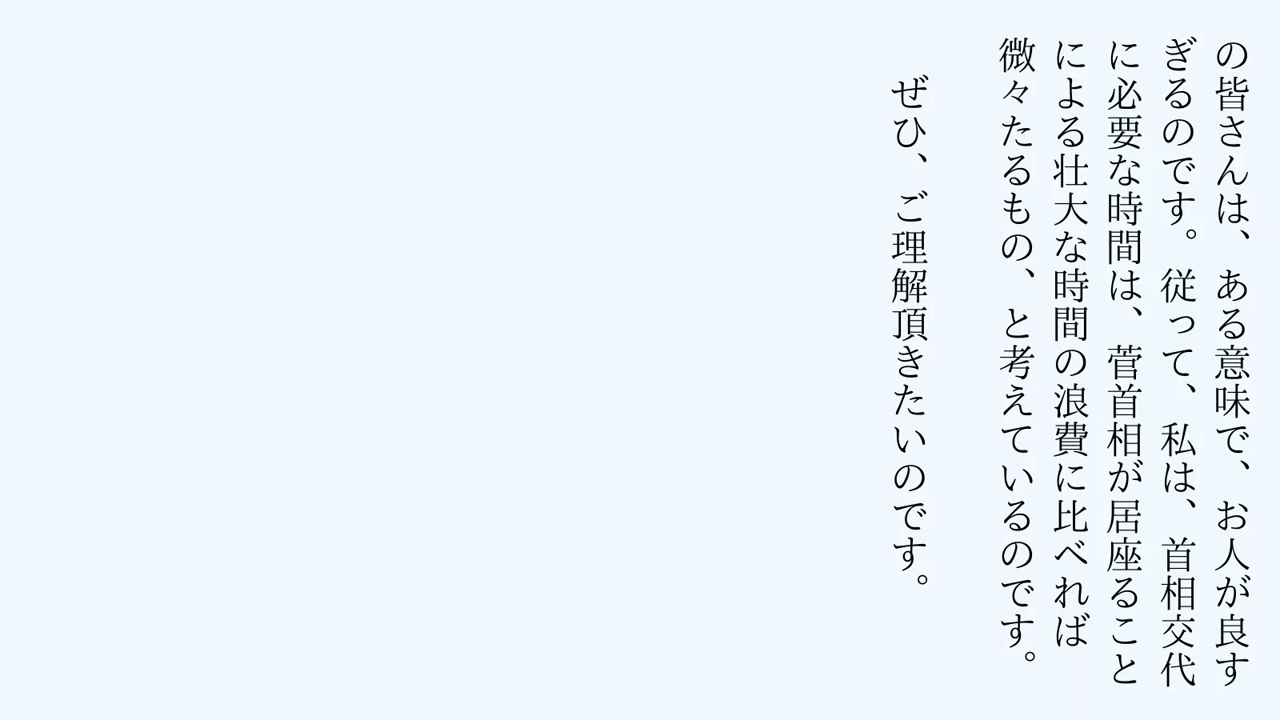 の皆さんは、ある意味で、お人が良す
ぎるのです。従って、私は、首相交代
に必要な時間は、菅首相が居座ること
による壮大な時間の浪費に比べれば
微々たるもの、と考えているのです。
ぜひ、ご理解頂きたいのです。